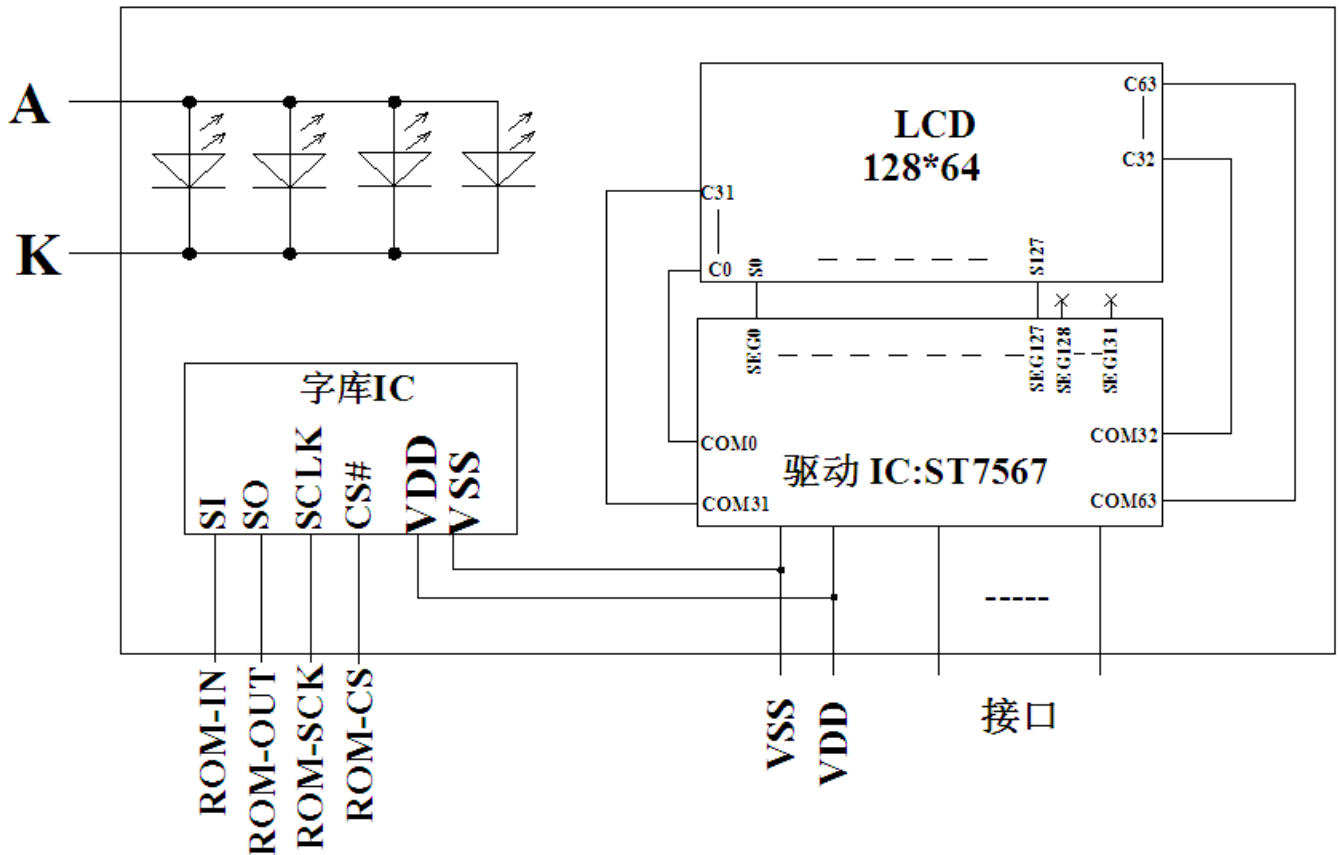 A
K
LCD
128*64
C63
C32
C31
C0
S0
S127
SEG0
SEG127
SEG128
SEG131
COM0
COM31
COM32
COM63
驱动 IC:ST7567
字库IC
SI
SO
SCLK
CS#
VDD
VSS
ROM-IN
ROM-OUT
ROM-SCK
ROM-CS
VSS
VDD
接口